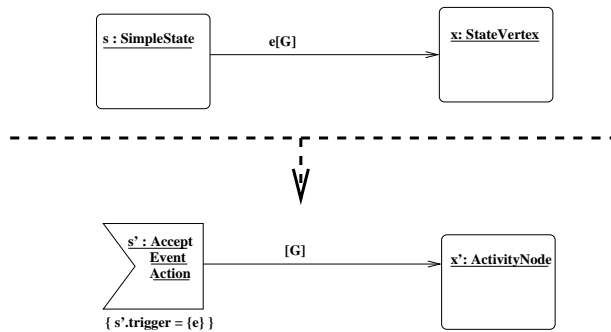 s : SimpleState
e[G]
x: StateVertex
s' : Accept
Event
Action
[G]
x': ActivityNode
{ s'.trigger = {e} }